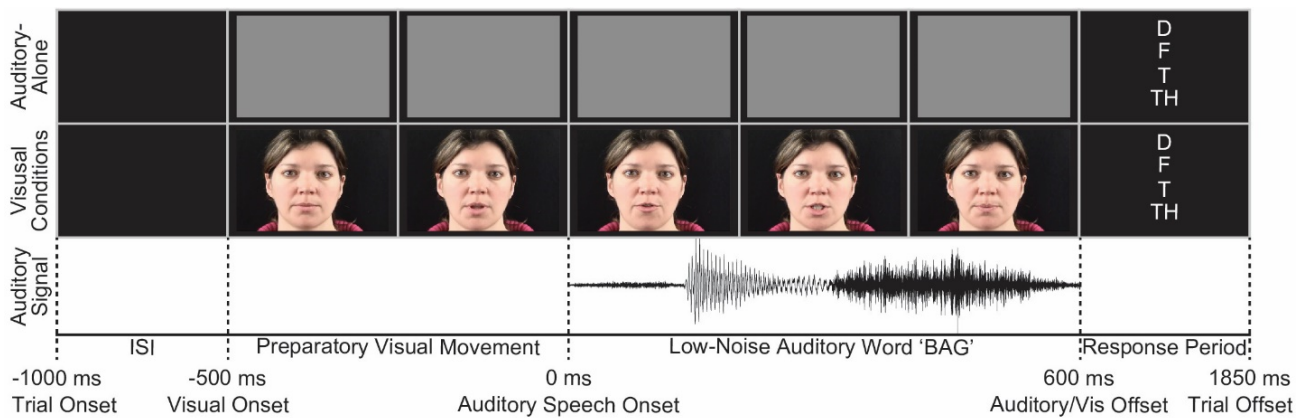 Auditory-
Alone
D
F
T
TH
Visusal
Conditions
D
F
T
TH
Auditory
Signal
ISI
Preparatory Visual Movement
Low-Noise Auditory Word ‘BAG’
Response Period
-1000 ms
-500 ms
0 ms
600 ms
1850 ms
Trial Onset
Visual Onset
Auditory Speech Onset
Auditory/Vis Offset
Trial Offset